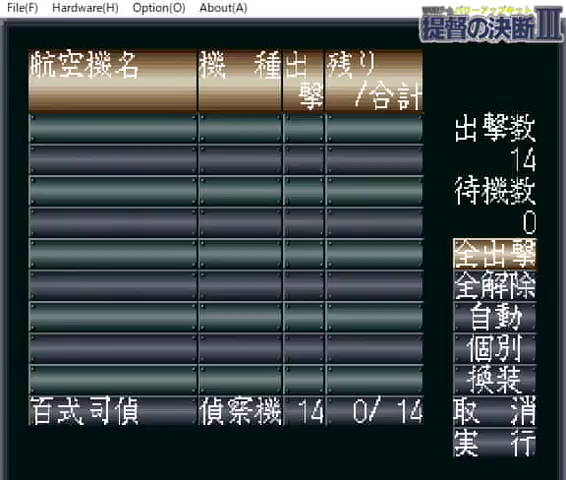 File(F) Hardware(H) Option(O) About(A)
パワーアップキット
提督の決断III
航空機名 機種 出撃 残り/合計
出撃数
14
待機数
0
全出撃
全解除
自動
個別
換装
百式司偵 偵察機 14 0/ 14
取消
実行